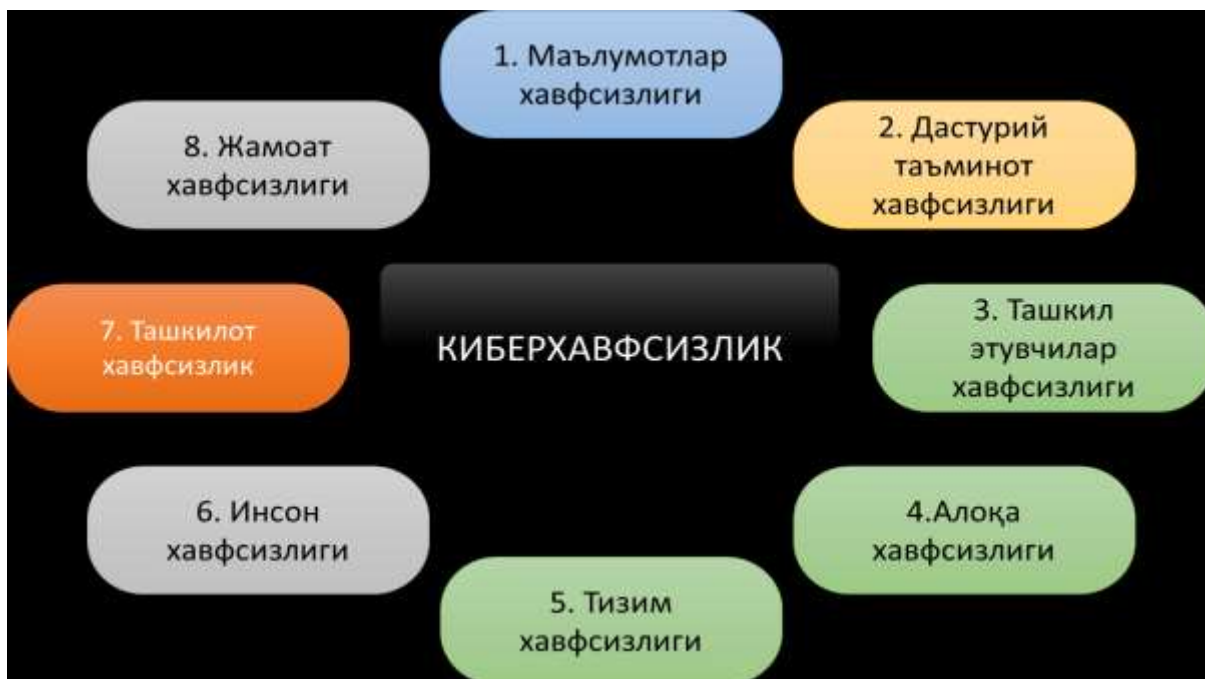 1. Маълумотлар
хавфсизлиги
2. Дастурий
таъминот
хавфсизлиги
3. Ташкил
этувчилар
хавфсизлиги
4.Алоқа
хавфсизлиги
5. Тизим
хавфсизлиги
6. Инсон
хавфсизлиги
7. Ташкилот
хавфсизлик
8. Жамоат
хавфсизлиги
КИБЕРХАВФСИЗЛИК